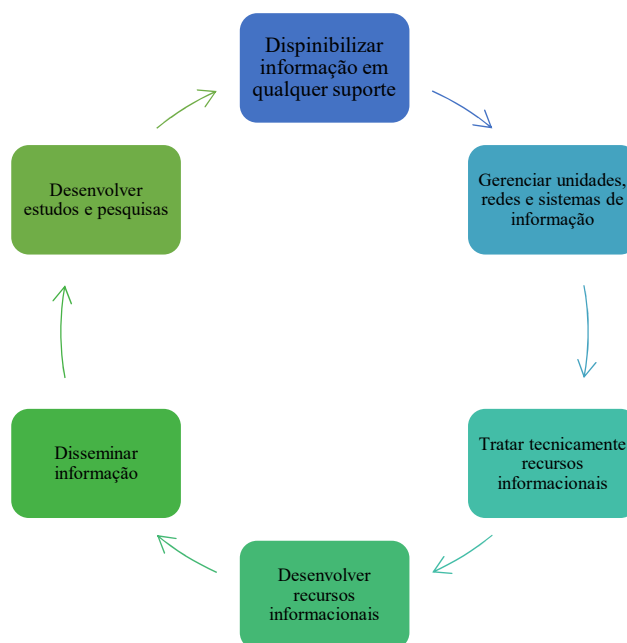 Dispinibilizar
informação em
qualquer suporte
Gerenciar unidades,
redes e sistemas de
informação
Tratar tecnicamente
recursos
informacionais
Desenvolver
recursos
informacionais
Disseminar
informação
Desenvolver
estudos e pesquisas